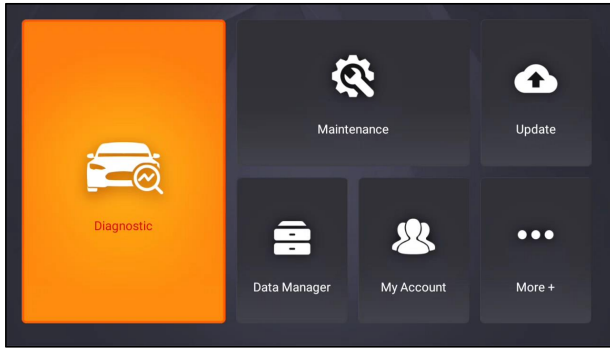 Maintenance
Update
Diagnostic
Data Manager
My Account
More +